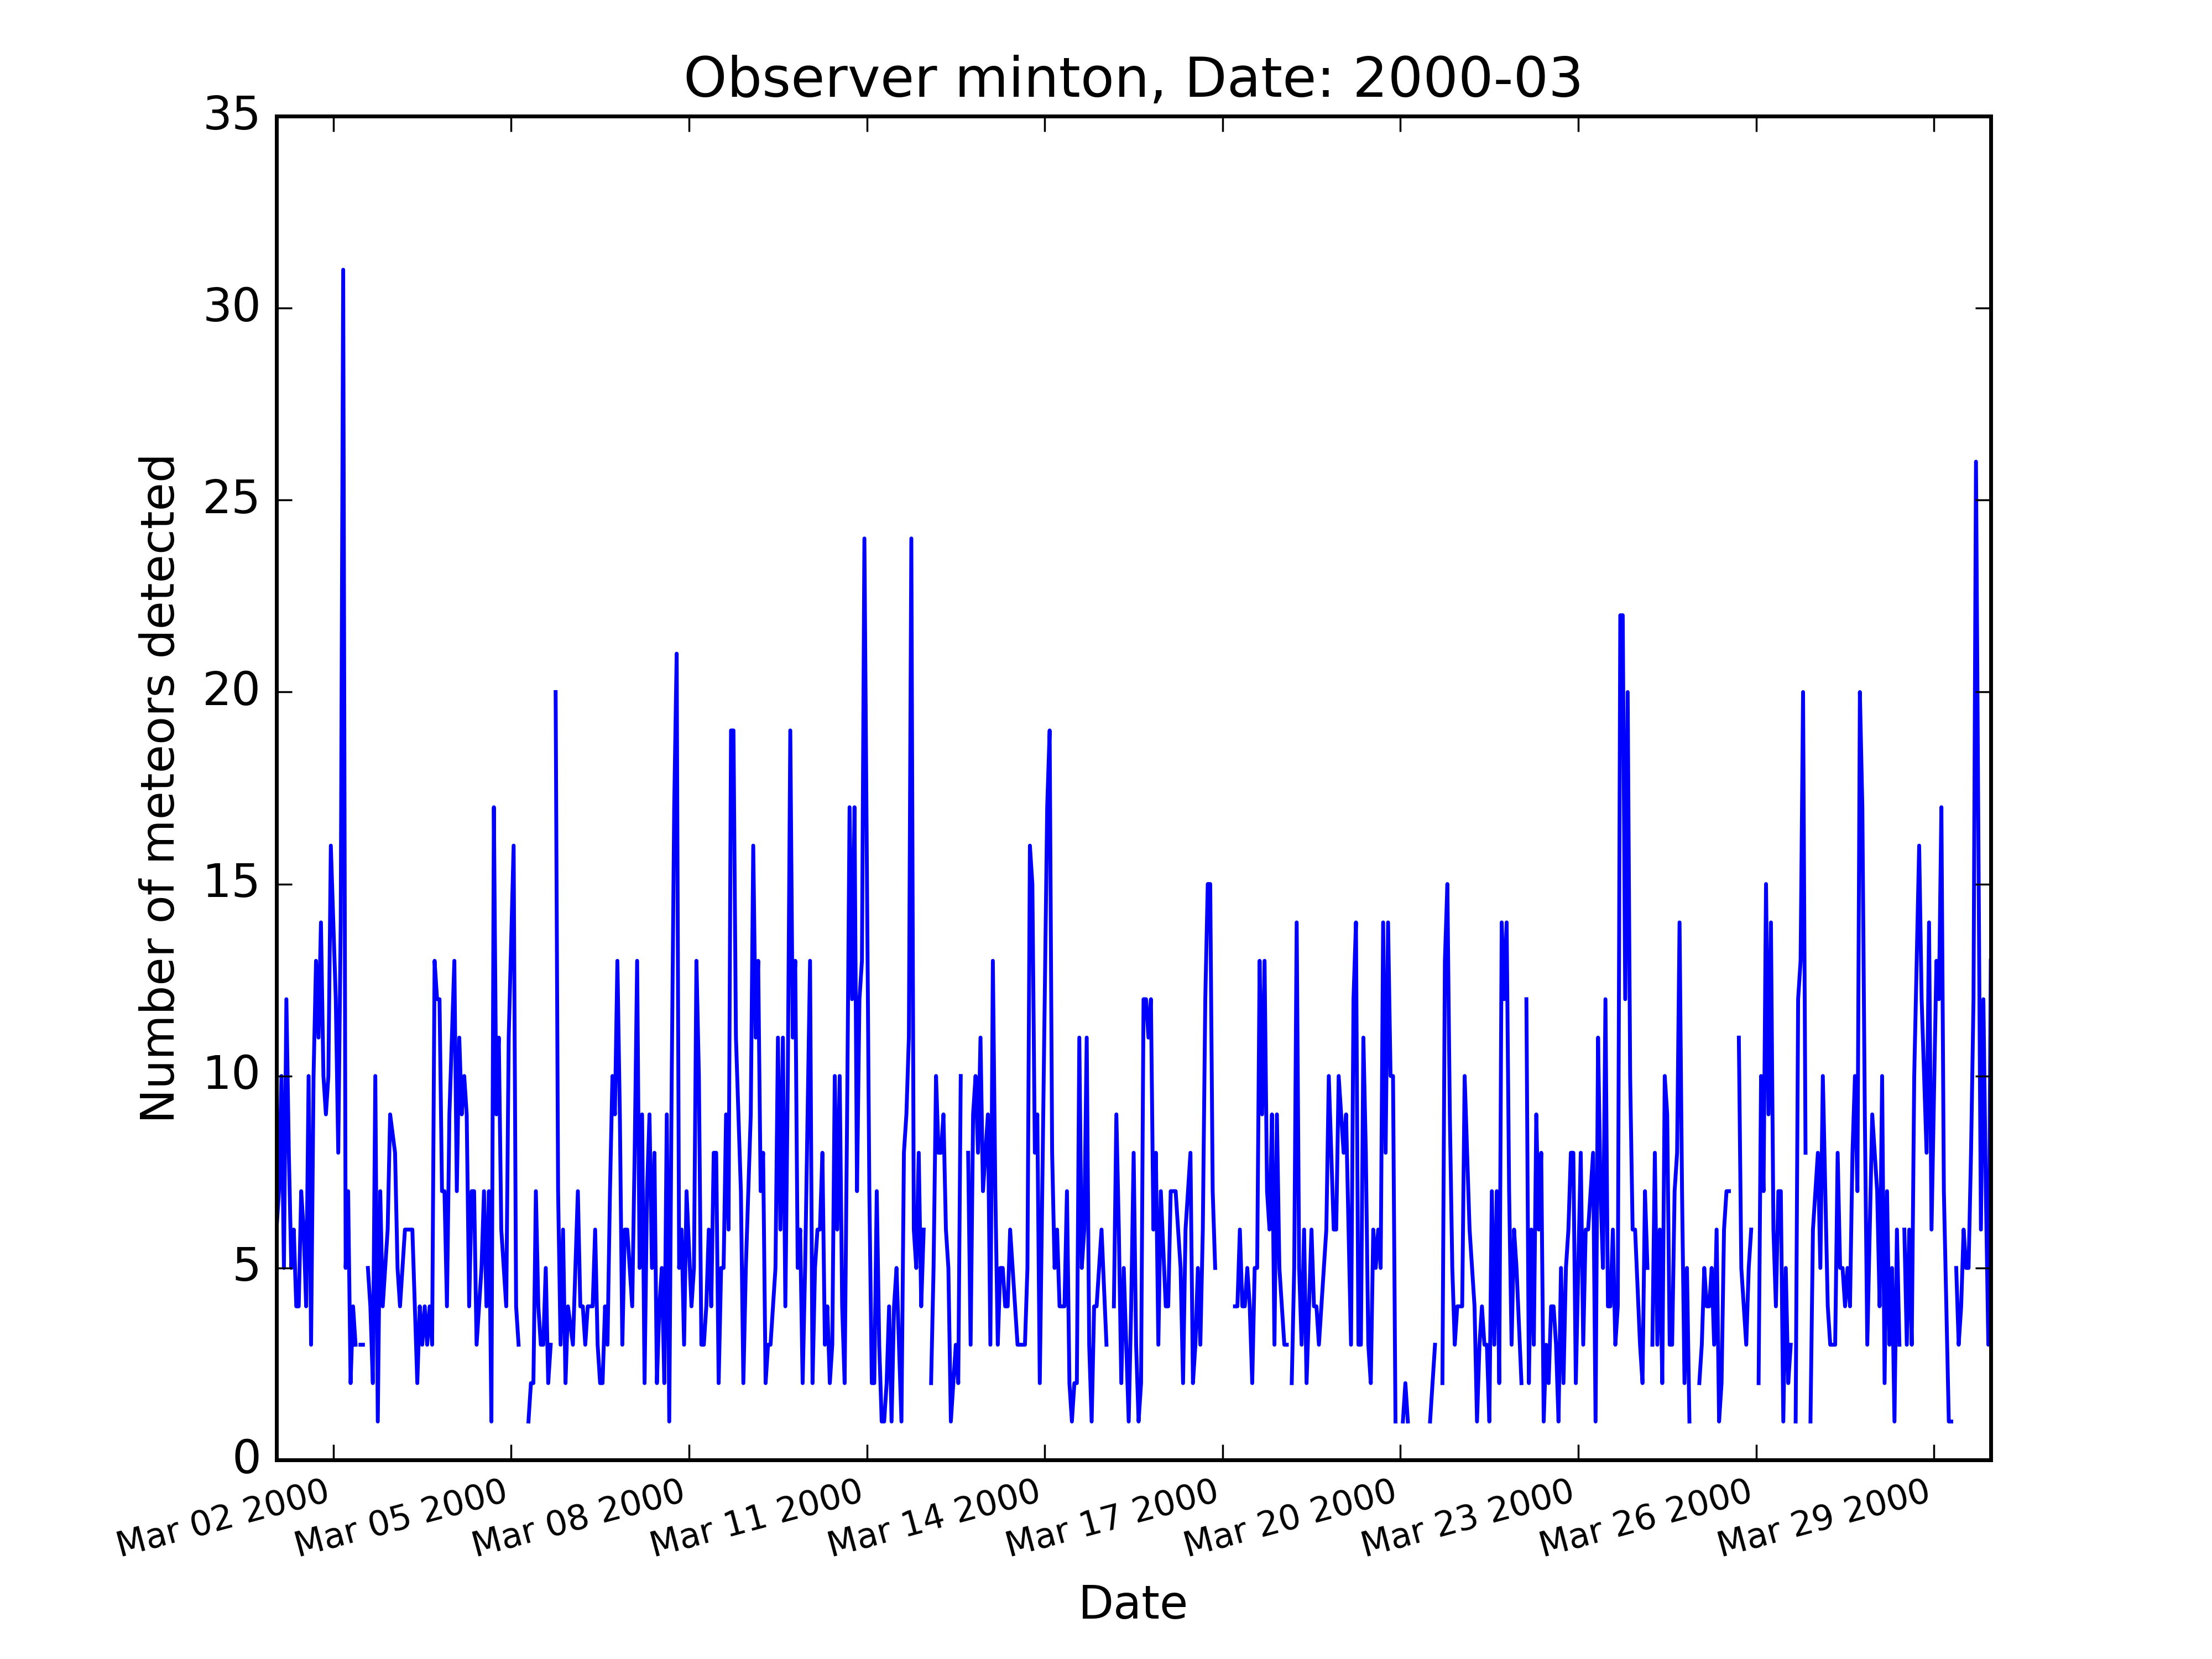 Observer minton, Date: 2000-03
35
30
25
20
15
10
5
0
Number of meteors detected
Mar 02 2000
Mar 05 2000
Mar 08 2000
Mar 11 2000
Mar 14 2000
Mar 17 2000
Mar 20 2000
Mar 23 2000
Mar 26 2000
Mar 29 2000
Date